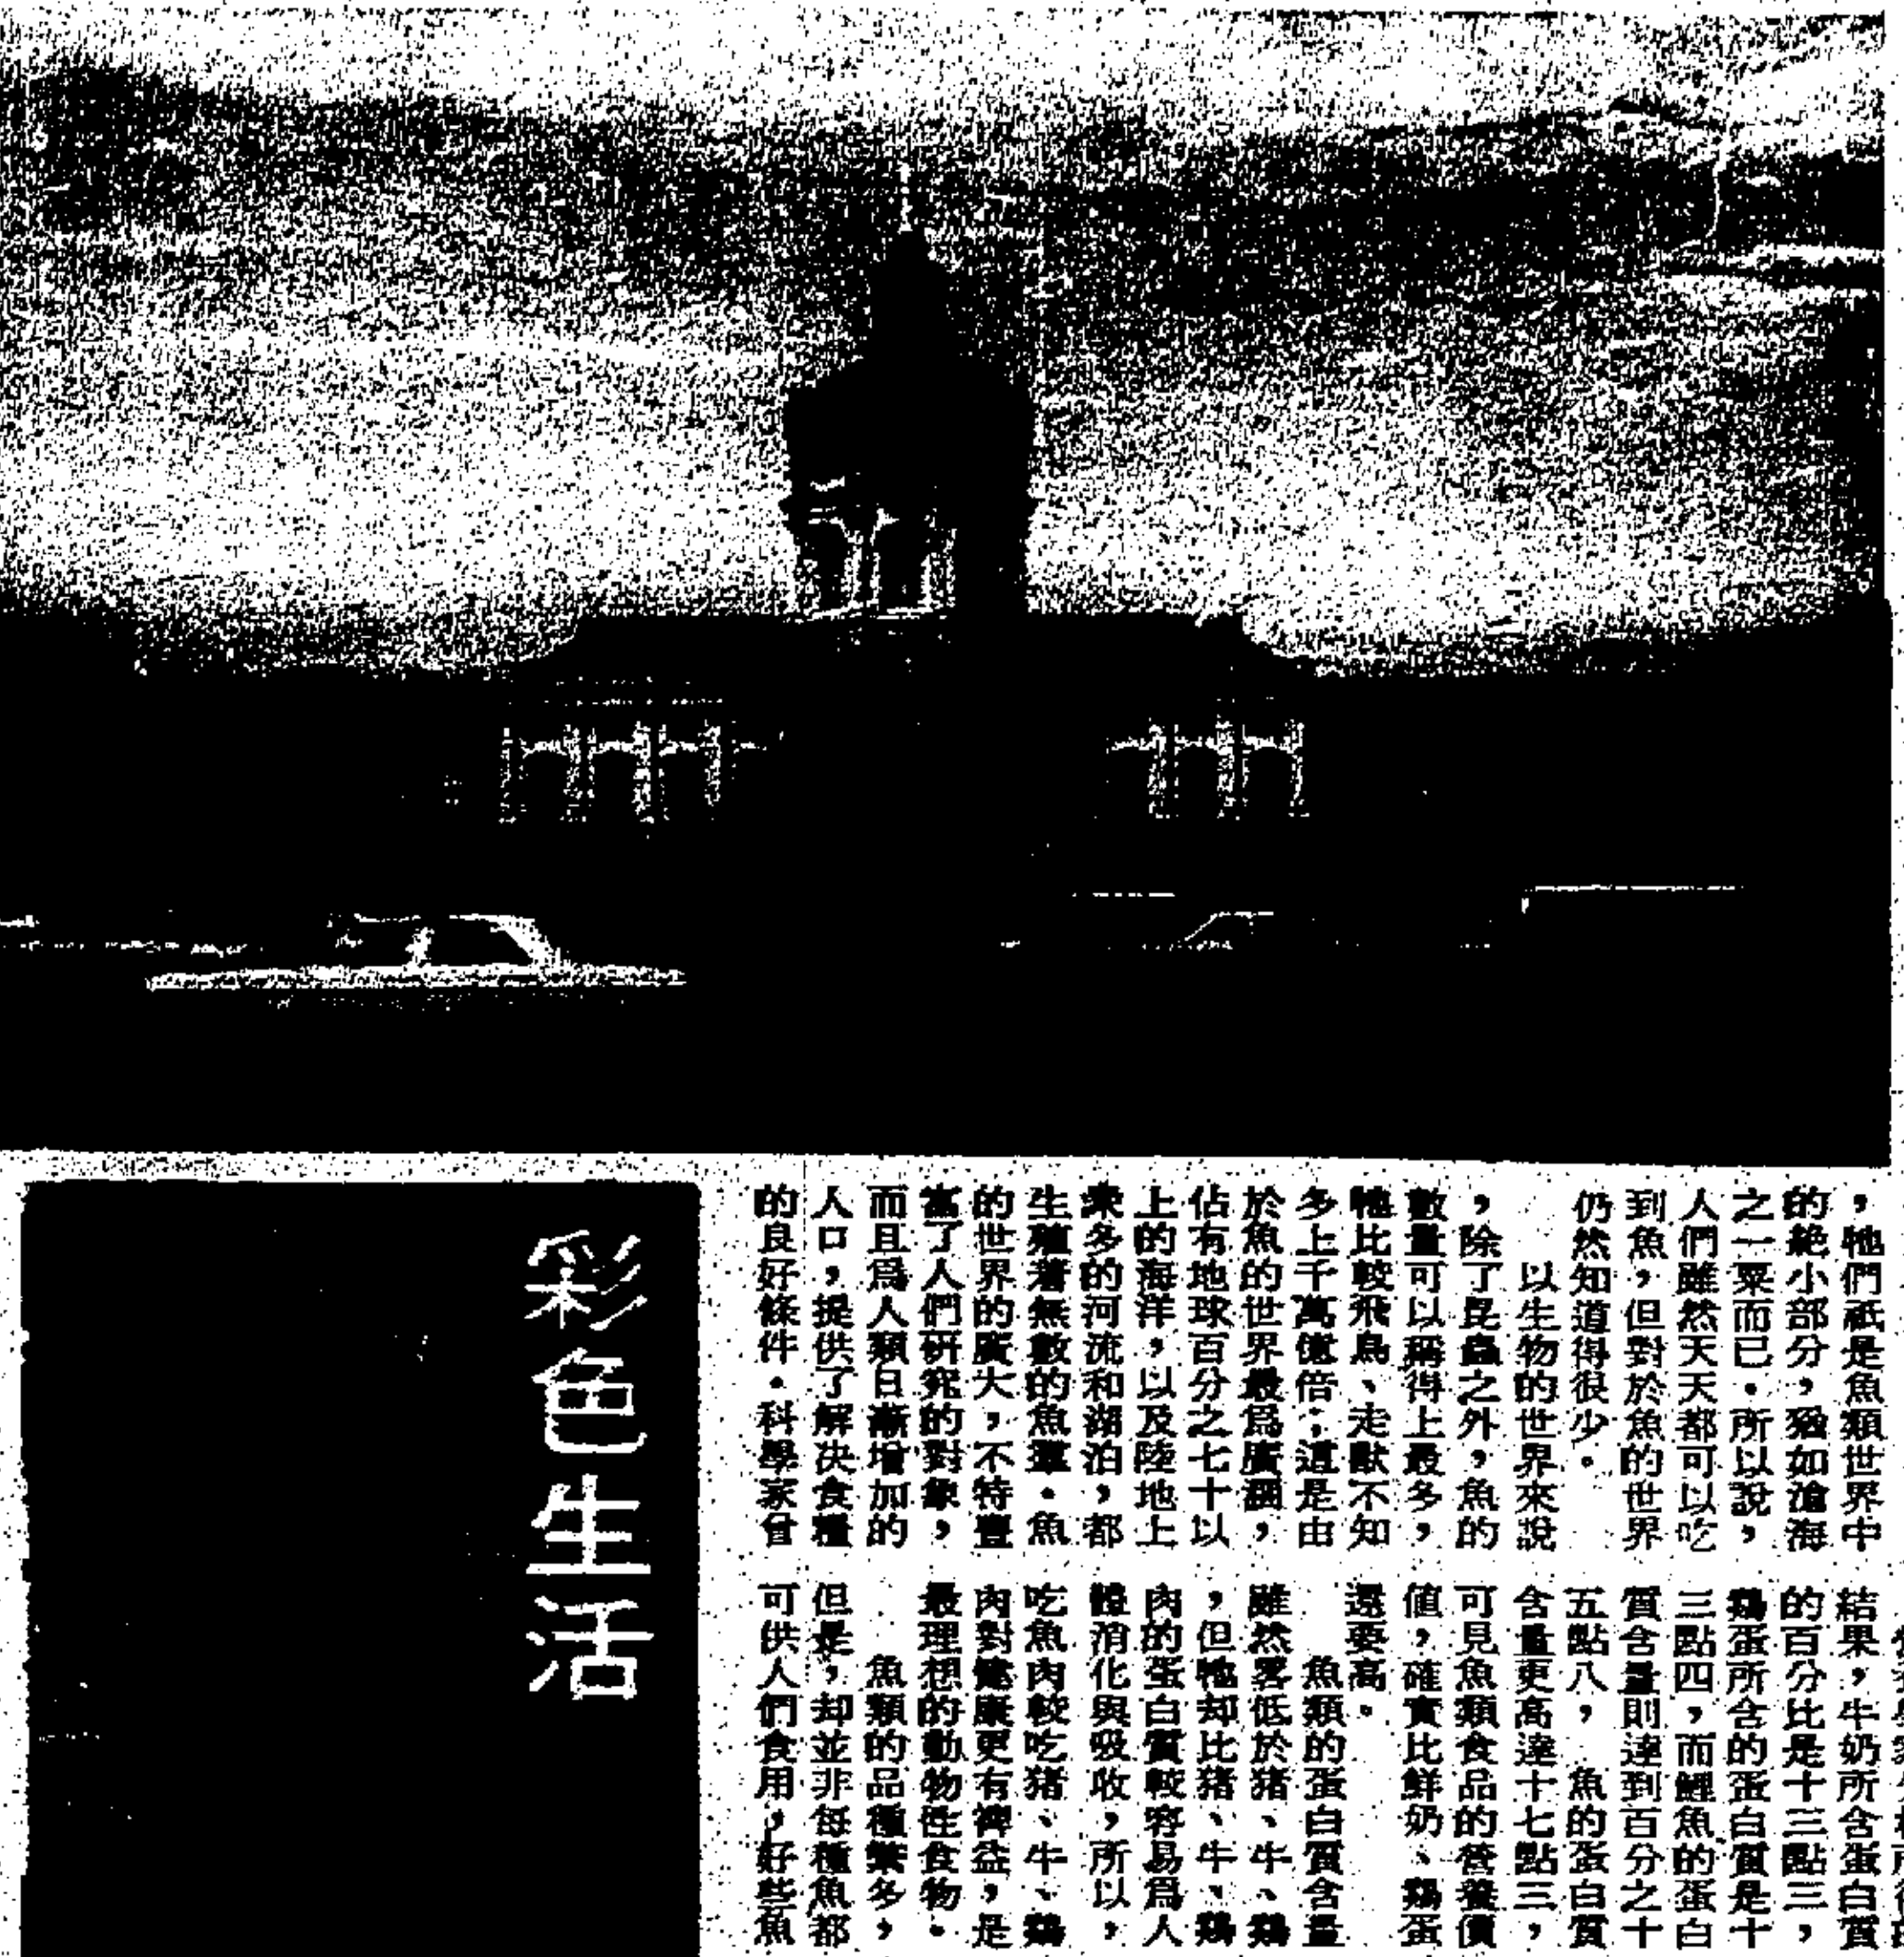 ，牠們祇是魚類世界中
的絕小部分，猶如滄海
之一粟而已。所以說，
人們雖然天天都可以吃
到魚，但對於魚的世界
仍然知道得很少。
以生物的世界來說
，除了昆蟲之外，魚的
數量可以稱得上最多，
牠比較飛鳥、走獸不知
多上千萬億倍；這是由
於魚的世界最爲廣濶，
佔有地球百分之七十以
上的海洋，以及陸地上
衆多的河流和湖泊，都
生殖着無數的魚羣。魚
的世界的廣大，不特豐
富了人們研究的對象，
而且爲人類日漸增加的
人口，提供了解决食糧
的良好條件。科學家曾
結果，牛奶所含蛋白質
的百分比是十三點三，
鷄蛋所含的蛋白質是十
三點四，而鯉魚的蛋白
質含量則達到百分之十
五點八，魚的蛋白質
含量更高達十七點三，
可見魚類食品的營養價
值，確實比鮮奶、鷄蛋
還要高。
魚類的蛋白質含量
雖然畧低於猪、牛、鷄
，但牠却比猪、牛、鷄
肉的蛋白質較容易爲人
體消化與吸收，所以，
吃魚肉較吃猪、牛、鷄
肉對健康更有裨益，是
最理想的動物性食物。
魚類的品種繁多，
但是，却並非每種魚都
可供人們食用，好些魚
彩色生活